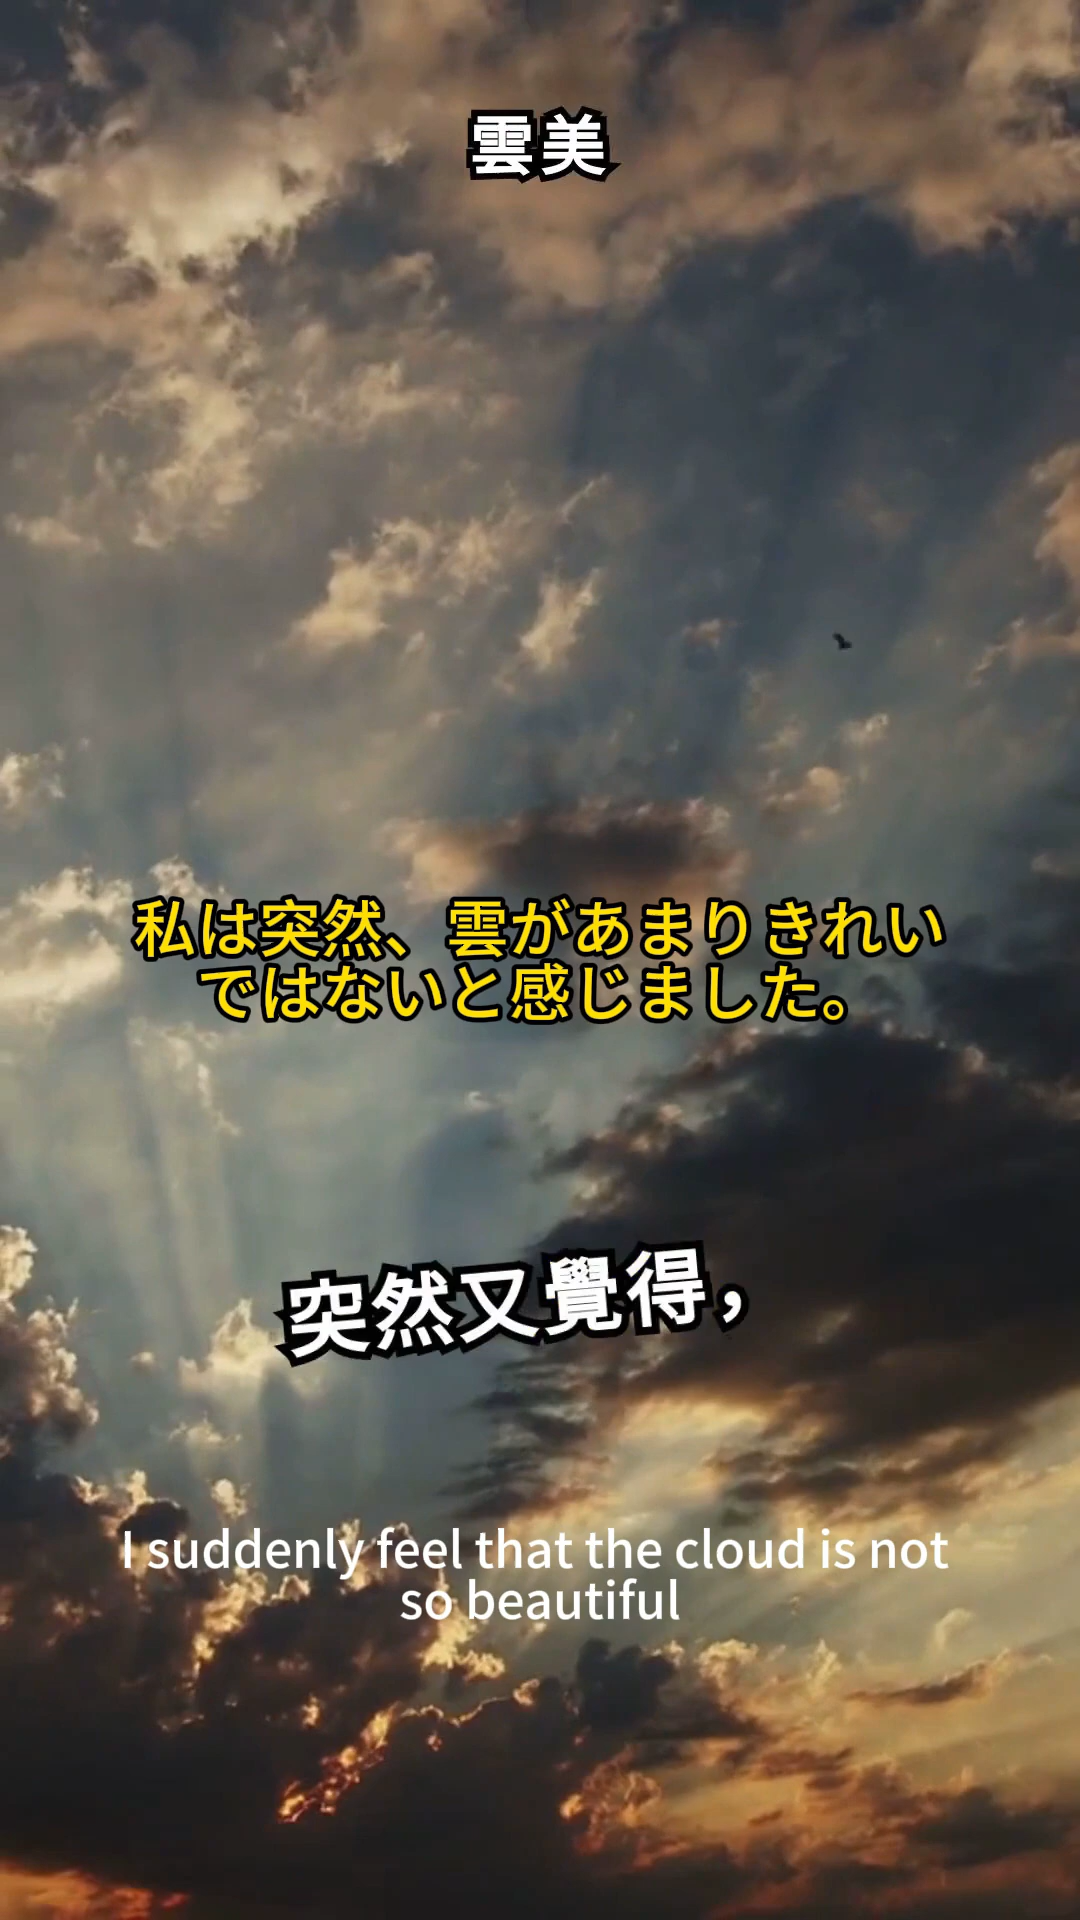 雲美
私は突然、雲があまりきれい
ではないと感じました。
突然又覺得，
I suddenly feel that the cloud is not
so beautiful